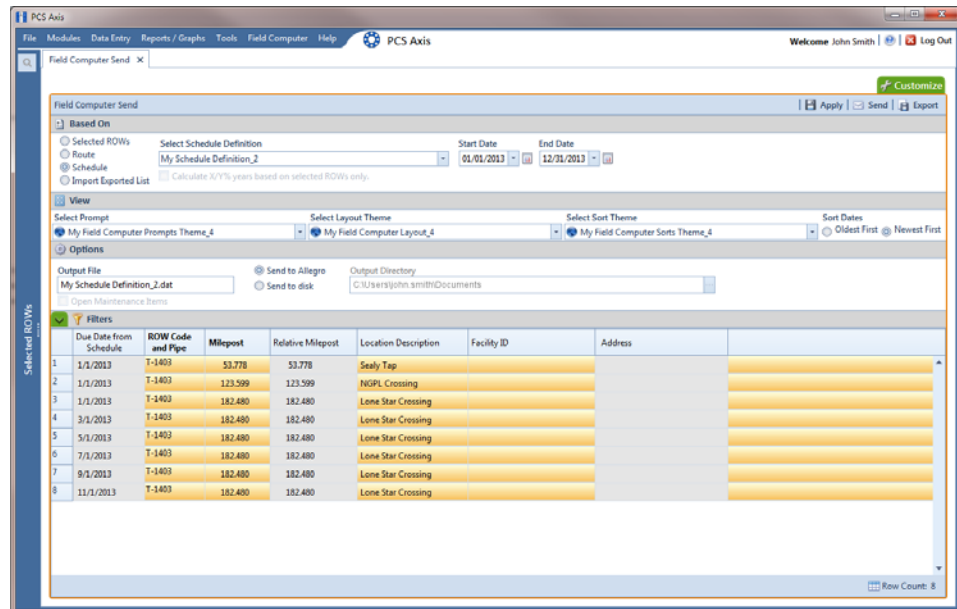 PCS Axis
File Modules Data Entry Reports / Graphs Tools Field Computer Help PCS Axis Welcome John Smith | | Log Out
Field Computer Send X
Customize
Field Computer Send | Apply | Send | Export
Based On
Selected ROWs
Route
Schedule
Import Exported List
Select Schedule Definition Start Date End Date
My Schedule Definition_2 01/01/2013 12/31/2013
Calculate X/Y% years based on selected ROWs only.
View
Select Prompt Select Layout Theme Select Sort Theme Sort Dates
My Field Computer Prompts Theme_4 My Field Computer Layout_4 My Field Computer Sorts Theme_4 Oldest First Newest First
Options
Output File Send to Allegro Output Directory
My Schedule Definition_2.dat Send to disk C:\Users\john.smith\Documents
Open Maintenance Items
Selected ROWs
Filters
Due Date from Schedule ROW Code and Pipe Milepost Relative Milepost Location Description Facility ID Address
1 1/1/2013 T-1403 53.778 53.778 Sealy Tap
2 1/1/2013 T-1403 123.599 123.599 NGPL Crossing
3 1/1/2013 T-1403 182.480 182.480 Lone Star Crossing
4 3/1/2013 T-1403 182.480 182.480 Lone Star Crossing
5 5/1/2013 T-1403 182.480 182.480 Lone Star Crossing
6 7/1/2013 T-1403 182.480 182.480 Lone Star Crossing
7 9/1/2013 T-1403 182.480 182.480 Lone Star Crossing
8 11/1/2013 T-1403 182.480 182.480 Lone Star Crossing
Row Count: 8